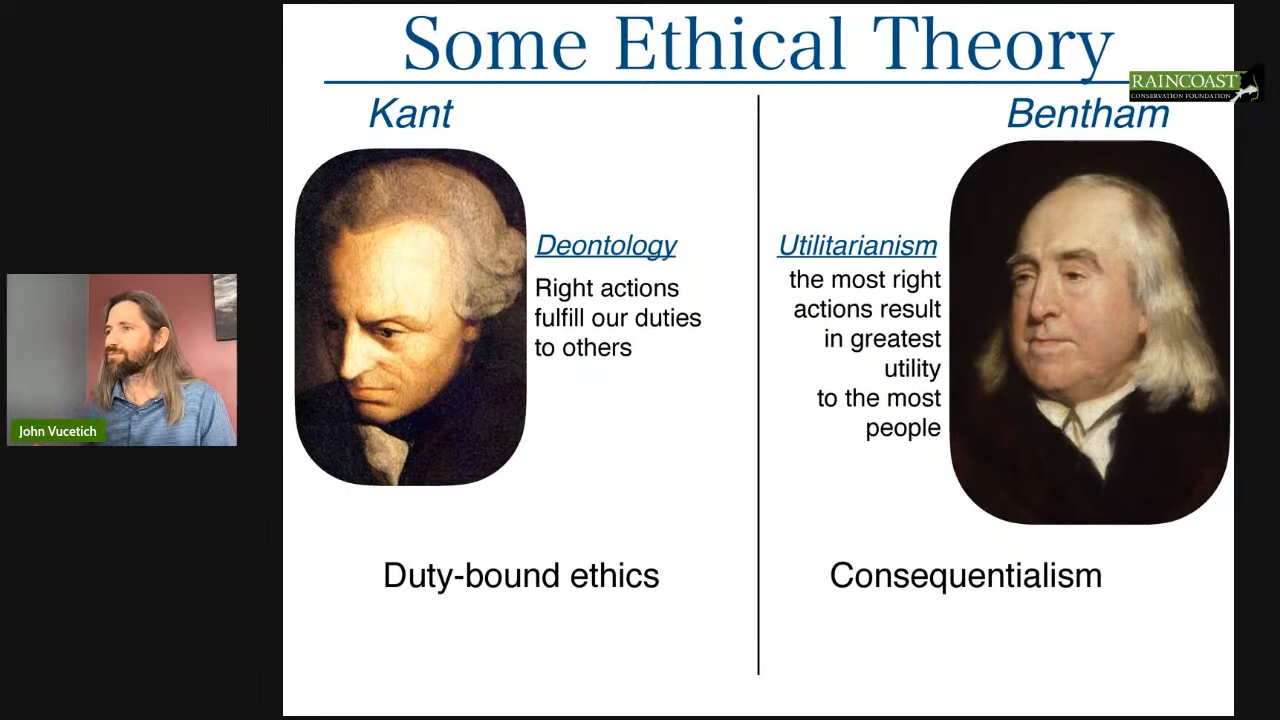 Some Ethical Theory
RAINCOAST
CONSERVATION FOUNDATION
Kant
Deontology
Right actions
fulfill our duties
to others
Duty-bound ethics
Bentham
Utilitarianism
the most right
actions result
in greatest
utility
to the most
people
Consequentialism
John Vucetich